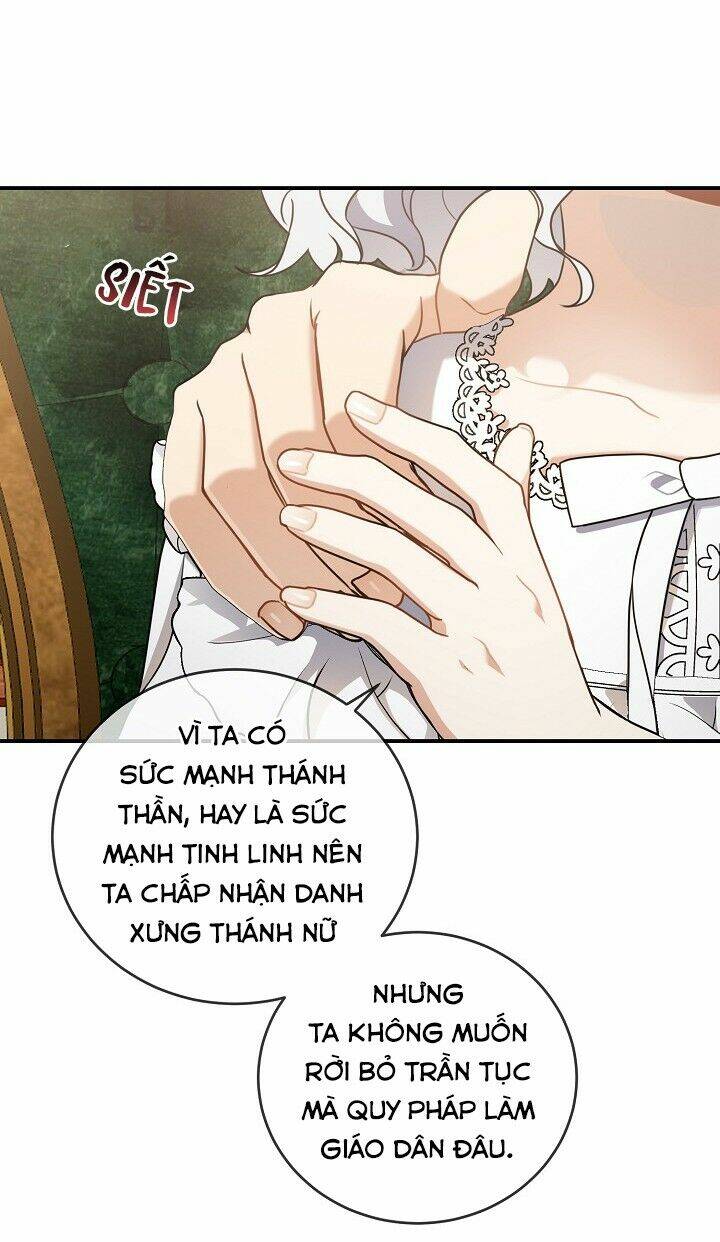 SIẾT
VÌ TA CÓ
SỨC MẠNH THÁNH
THẦN, HAY LÀ SỨC
MẠNH TINH LINH NÊN
TA CHẤP NHẬN DANH
XƯNG THÁNH NỮ
NHƯNG
TA KHÔNG MUỐN
RỜI BỎ TRẦN TỤC
MÀ QUY PHÁP LÀM
GIÁO DÂN ĐÂU.